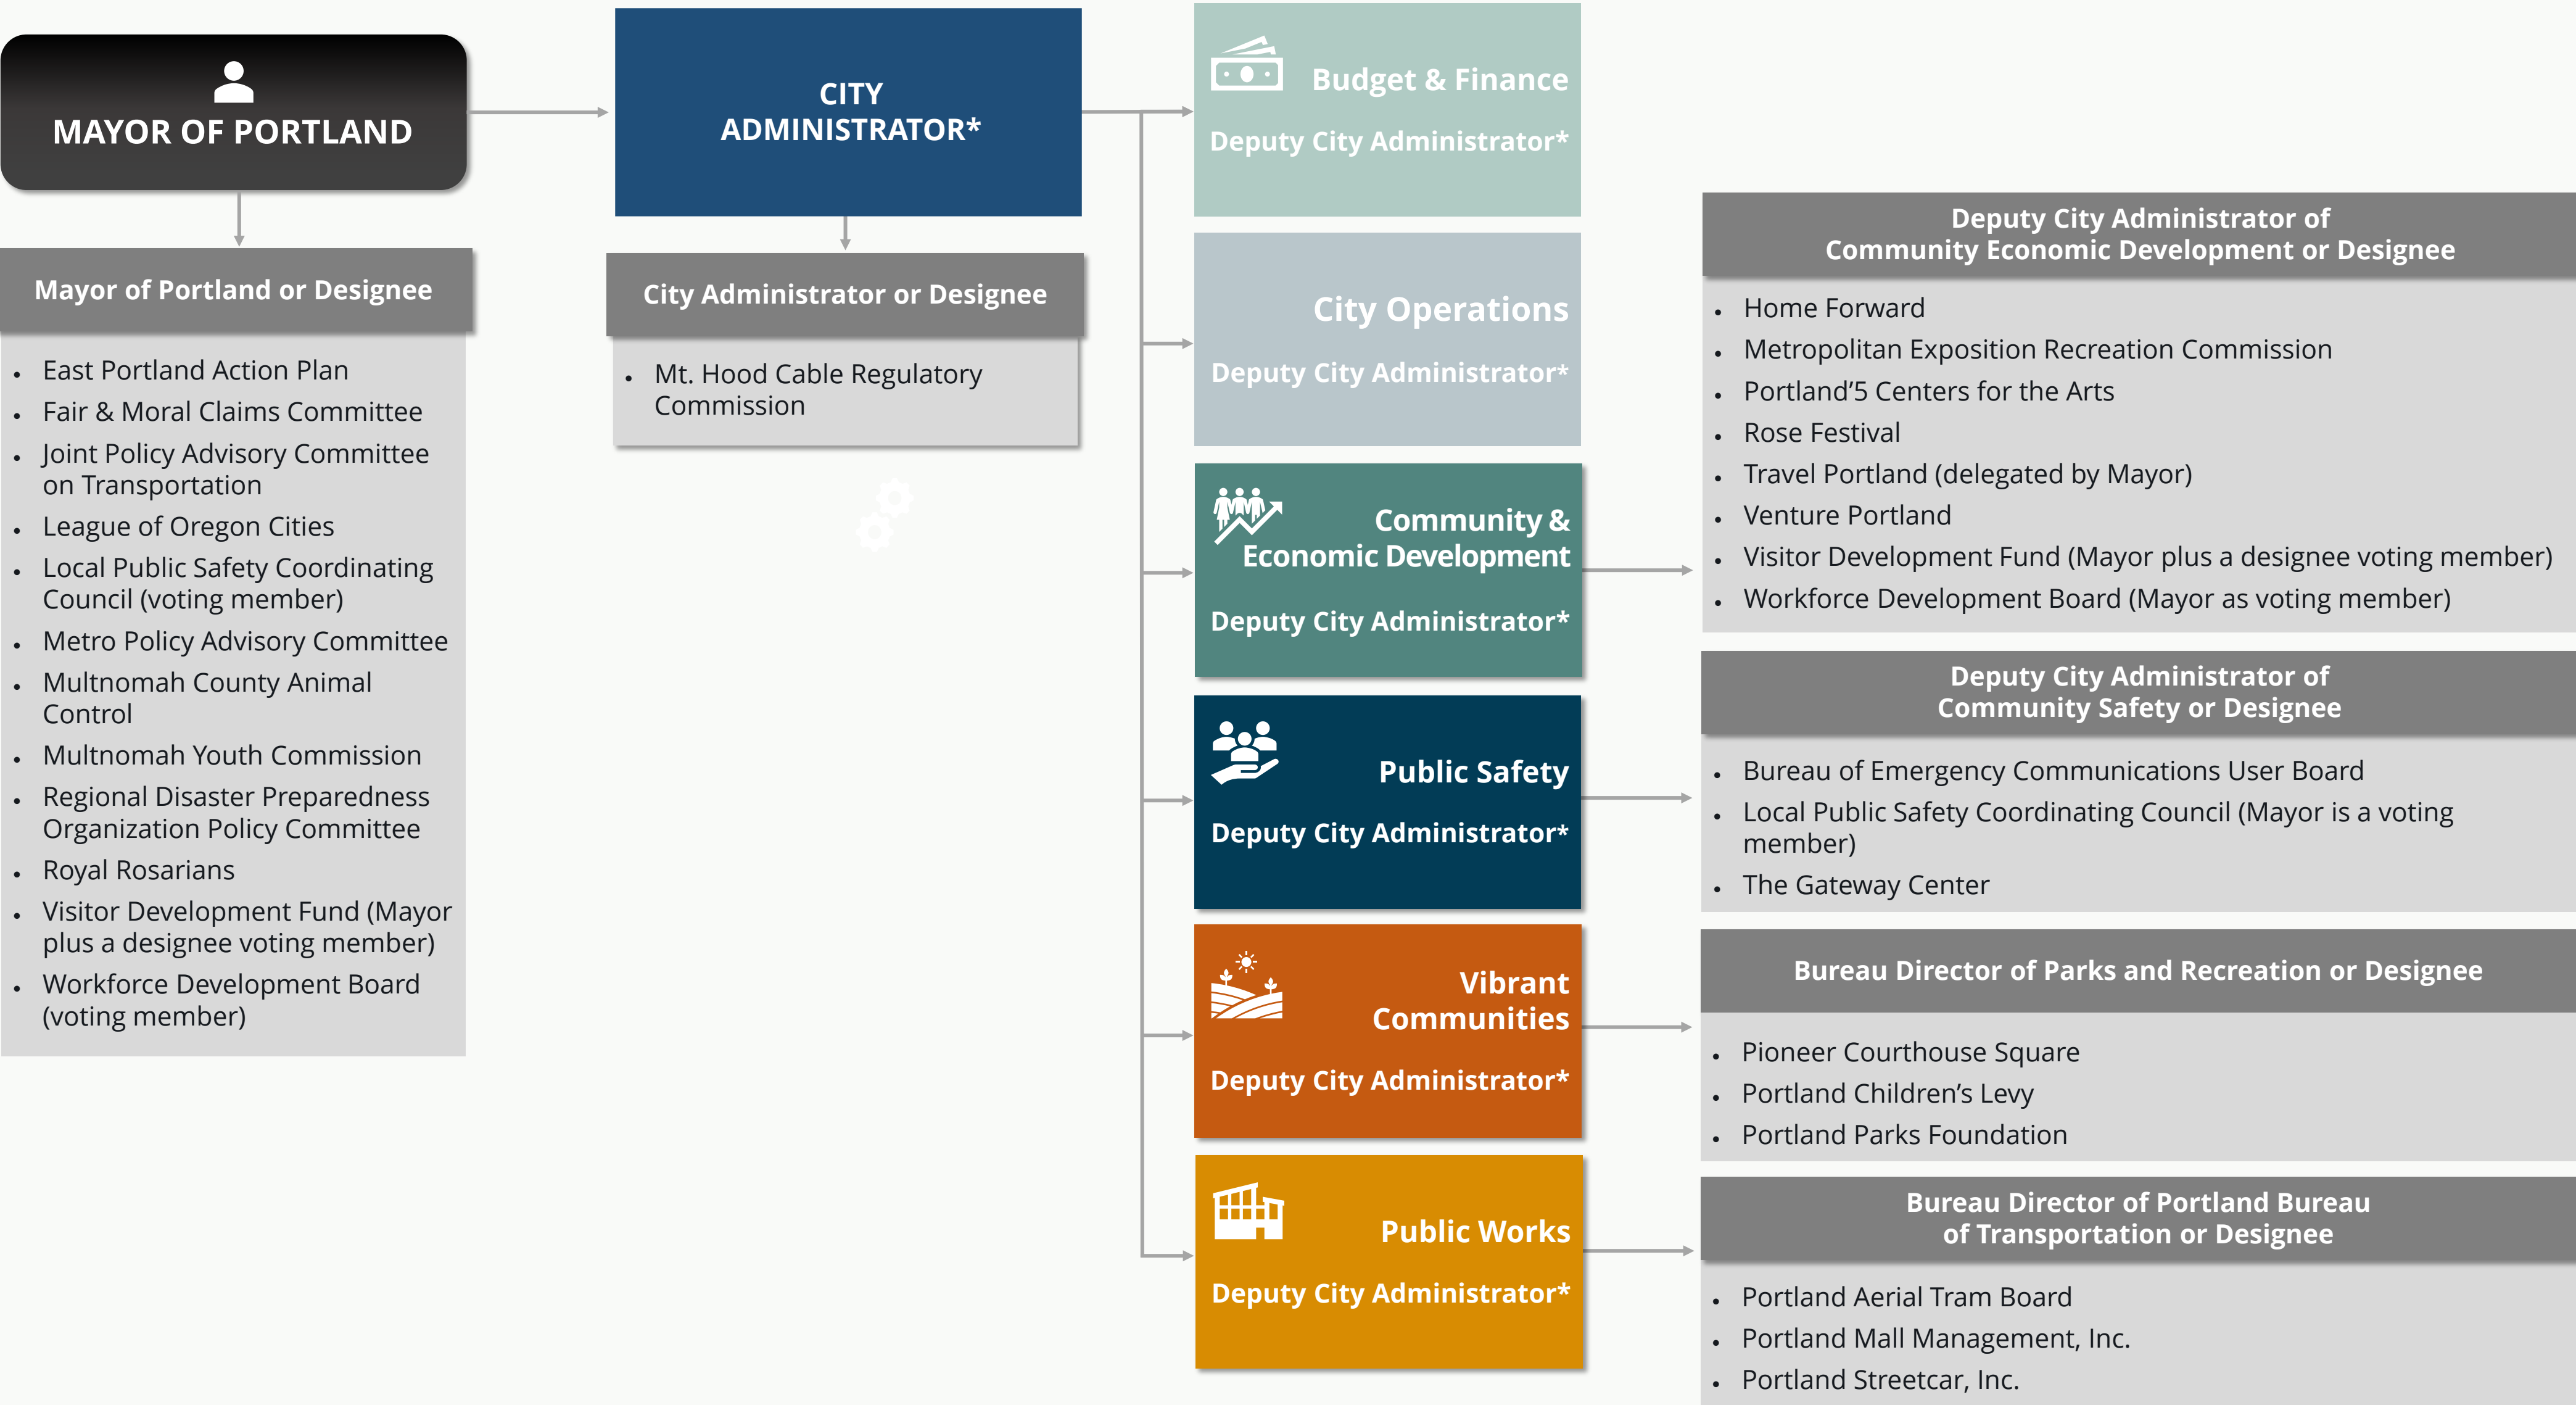 MAYOR OF PORTLAND
Mayor of Portland or Designee
• East Portland Action Plan
• Fair & Moral Claims Committee
• Joint Policy Advisory Committee
on Transportation
• League of Oregon Cities
• Local Public Safety Coordinating
Council (voting member)
• Metro Policy Advisory Committee
• Multnomah County Animal
Control
• Multnomah Youth Commission
• Regional Disaster Preparedness
Organization Policy Committee
• Royal Rosarians
• Visitor Development Fund (Mayor
plus a designee voting member)
• Workforce Development Board
(voting member)
CITY
ADMINISTRATOR*
City Administrator or Designee
• Mt. Hood Cable Regulatory
Commission
Budget & Finance
Deputy City Administrator*
City Operations
Deputy City Administrator*
Community &
Economic Development
Deputy City Administrator*
Public Safety
Deputy City Administrator*
Vibrant
Communities
Deputy City Administrator*
Public Works
Deputy City Administrator*
Deputy City Administrator of
Community Economic Development or Designee
• Home Forward
• Metropolitan Exposition Recreation Commission
• Portland’5 Centers for the Arts
• Rose Festival
• Travel Portland (delegated by Mayor)
• Venture Portland
• Visitor Development Fund (Mayor plus a designee voting member)
• Workforce Development Board (Mayor as voting member)
Deputy City Administrator of
Community Safety or Designee
• Bureau of Emergency Communications User Board
• Local Public Safety Coordinating Council (Mayor is a voting
member)
• The Gateway Center
Bureau Director of Parks and Recreation or Designee
• Pioneer Courthouse Square
• Portland Children’s Levy
• Portland Parks Foundation
Bureau Director of Portland Bureau
of Transportation or Designee
• Portland Aerial Tram Board
• Portland Mall Management, Inc.
• Portland Streetcar, Inc.